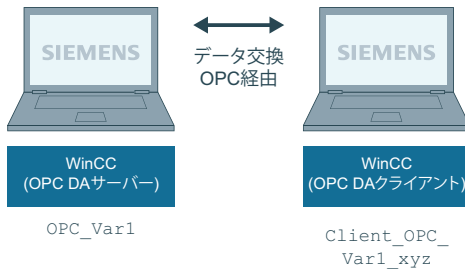 SIEMENS
データ交換
OPC経由
SIEMENS
WinCC
(OPC DAサーバー)
WinCC
(OPC DAクライアント)
OPC_Var1
Client_OPC_
Var1_xyz